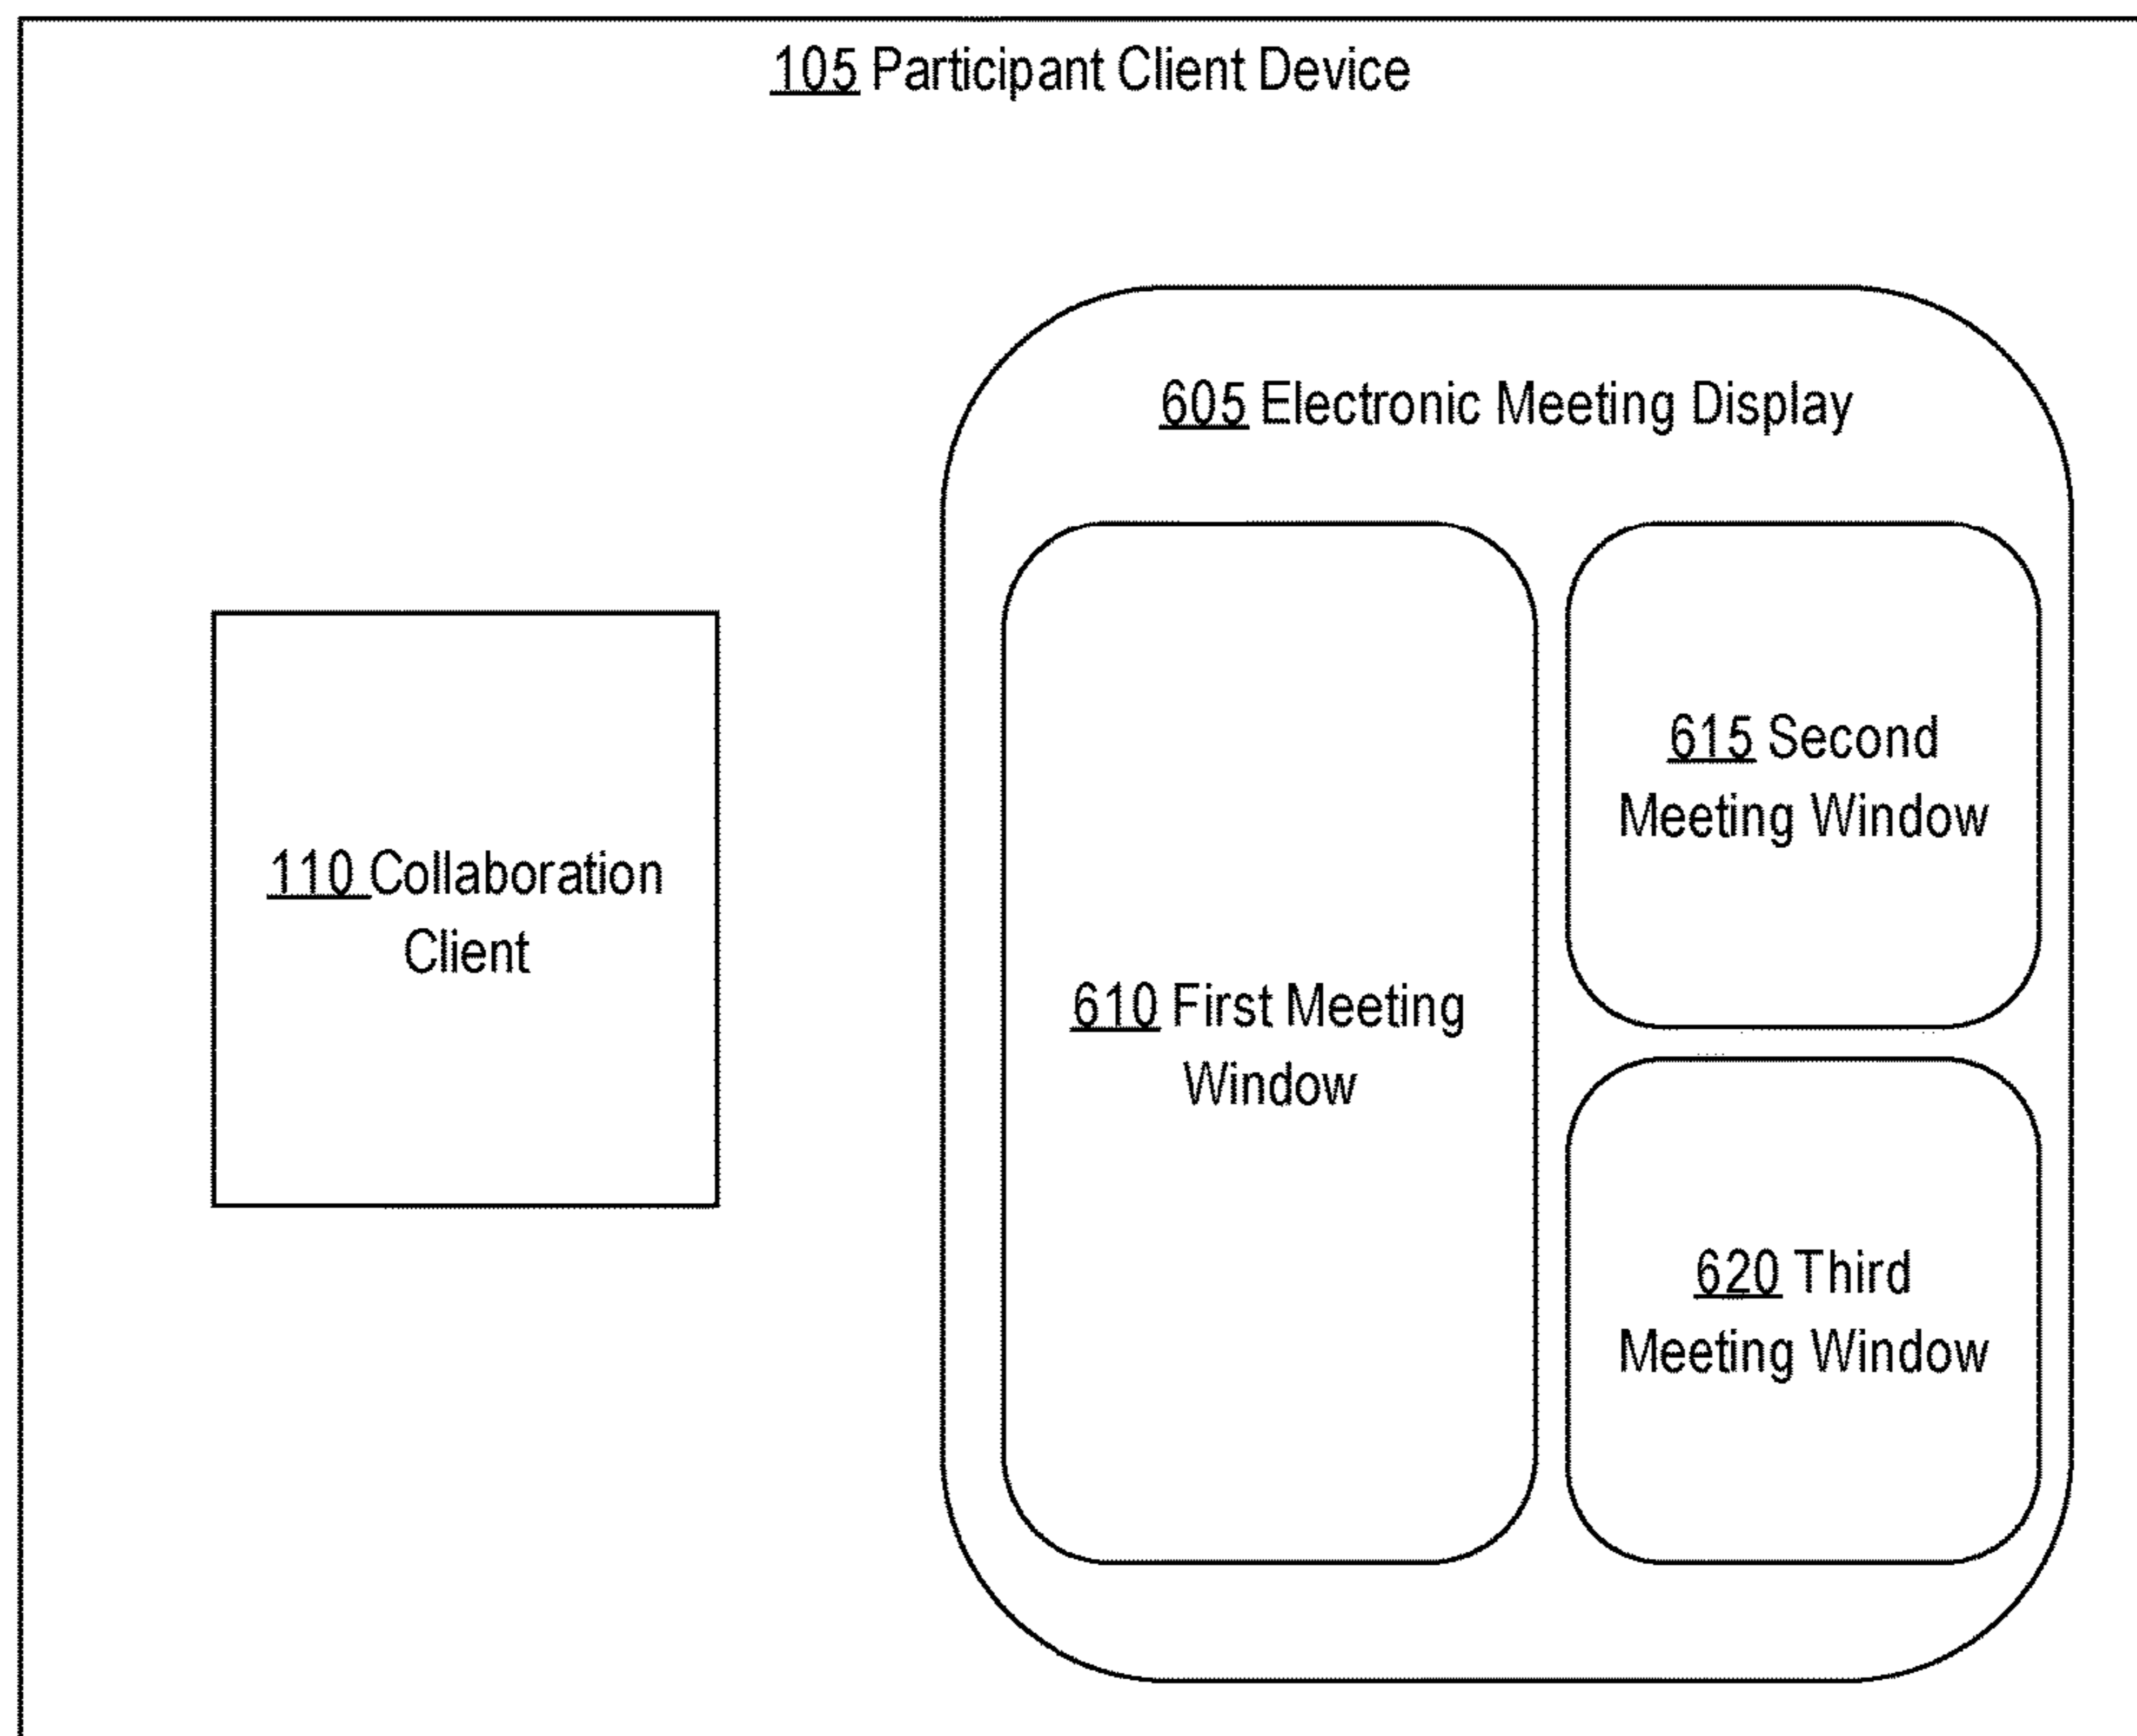 105 Participant Client Device
605 Electronic Meeting Display
110 Collaboration
Client
610 First Meeting
Window
615 Second
Meeting Window
620 Third
Meeting Window